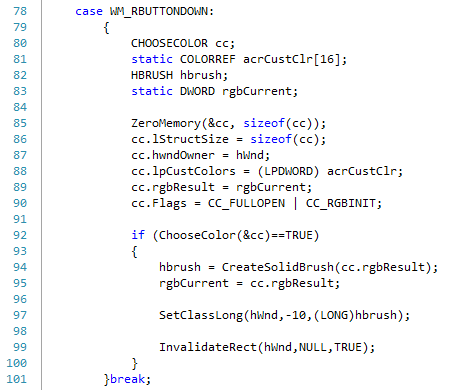 78 case WM_RBUTTONDOWN:
79 {
80 CHOOSECOLOR cc;
81 static COLORREF acrCustClr[16];
82 HBRUSH hbrush;
83 static DWORD rgbCurrent;
84
85 ZeroMemory(&cc, sizeof(cc));
86 cc.lStructSize = sizeof(cc);
87 cc.hwndOwner = hWnd;
88 cc.lpCustColors = (LPDWORD) acrCustClr;
89 cc.rgbResult = rgbCurrent;
90 cc.Flags = CC_FULLOPEN | CC_RGBINIT;
91
92 if (ChooseColor(&cc)==TRUE)
93 {
94 hbrush = CreateSolidBrush(cc.rgbResult);
95 rgbCurrent = cc.rgbResult;
96
97 SetClassLong(hWnd,-10,(LONG)hbrush);
98
99 InvalidateRect(hWnd,NULL,TRUE);
100 }
101 }break;